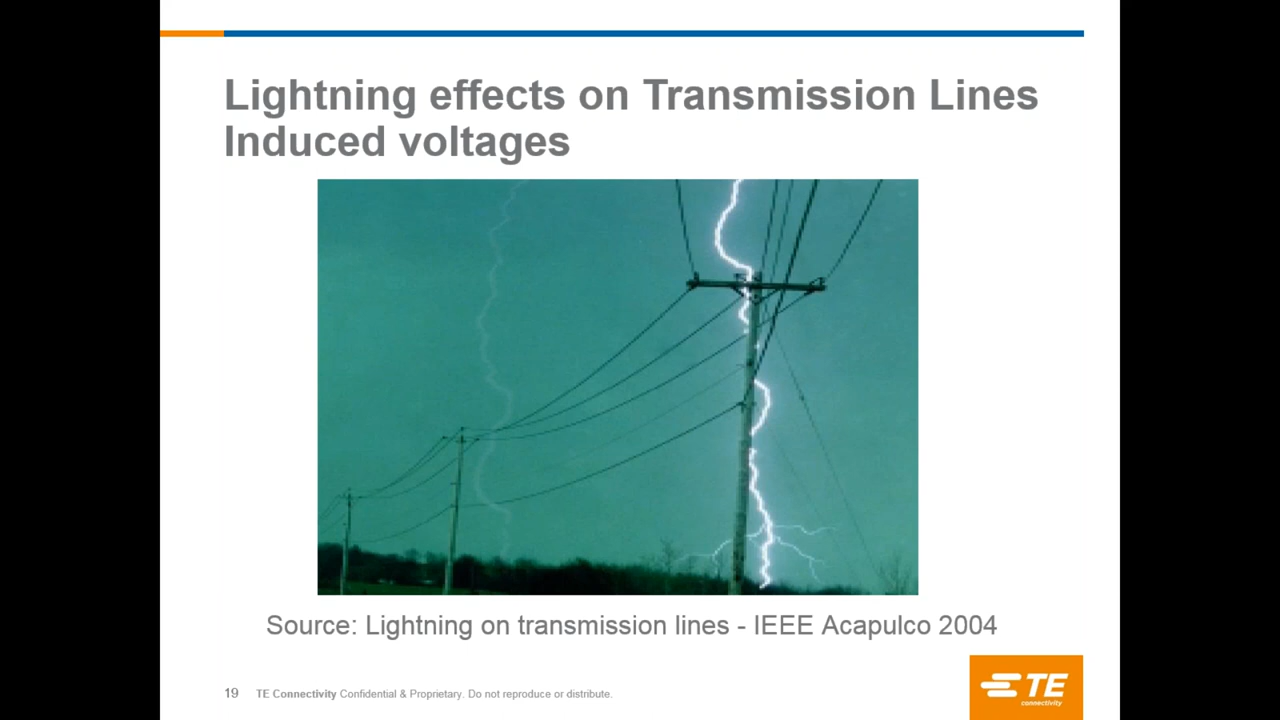 Lightning effects on Transmission Lines
Induced voltages
Source: Lightning on transmission lines - IEEE Acapulco 2004
19 TE Connectivity Confidential & Proprietary. Do not reproduce or distribute.
TE
connectivity